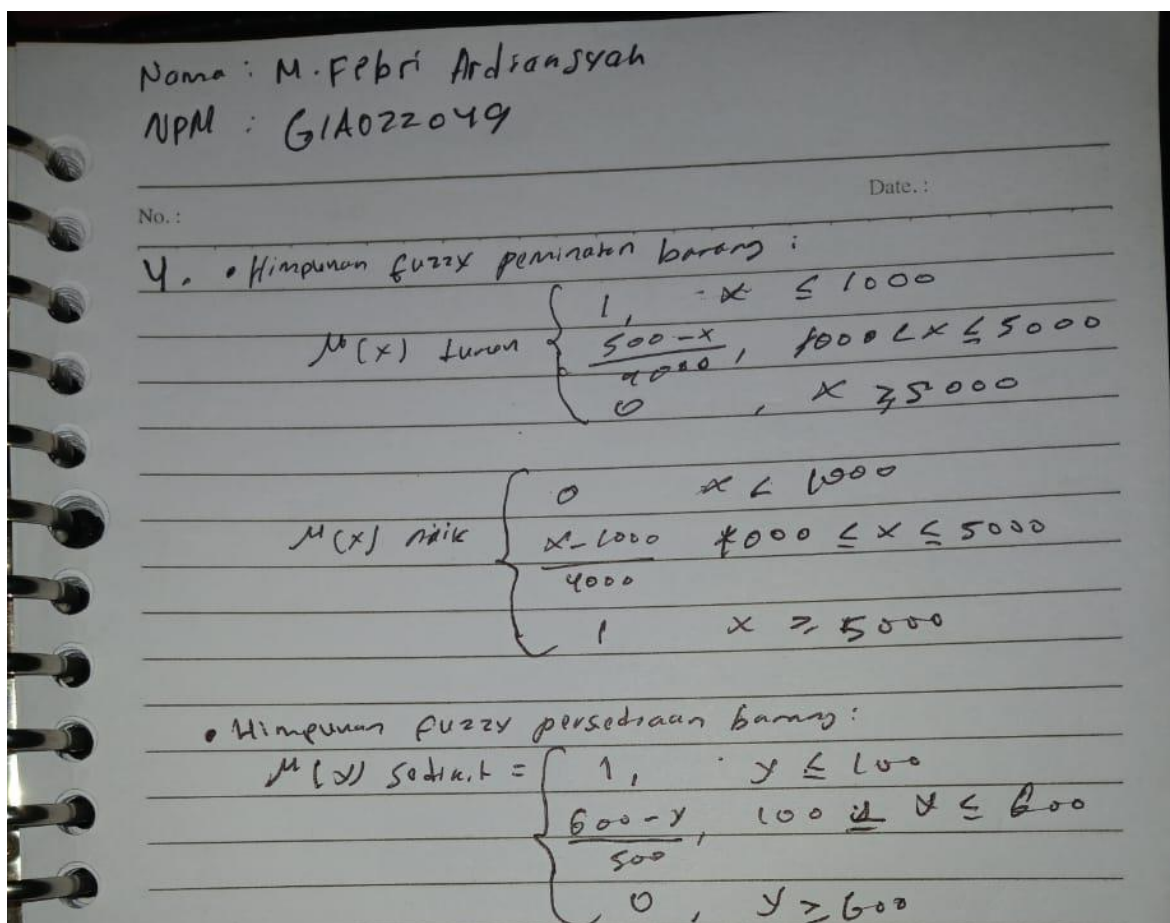 Nama : M. Febri Ardiansyah
NPM : G1A022049
Date. :
No. :
4. • Himpunan fuzzy peminatan barang :
μ(x) turun { 1, x ≤ 1000
500-x / 4000, 1000 < x ≤ 5000
0, x ≥ 5000
μ(x) naik { 0 x < 1000
x-1000 / 4000 1000 ≤ x ≤ 5000
1 x ≥ 5000
• Himpunan fuzzy persediaan barang :
μ(y) sedikit = { 1, y ≤ 100
600-y / 500, 100 ≤ y ≤ 600
0, y ≥ 600